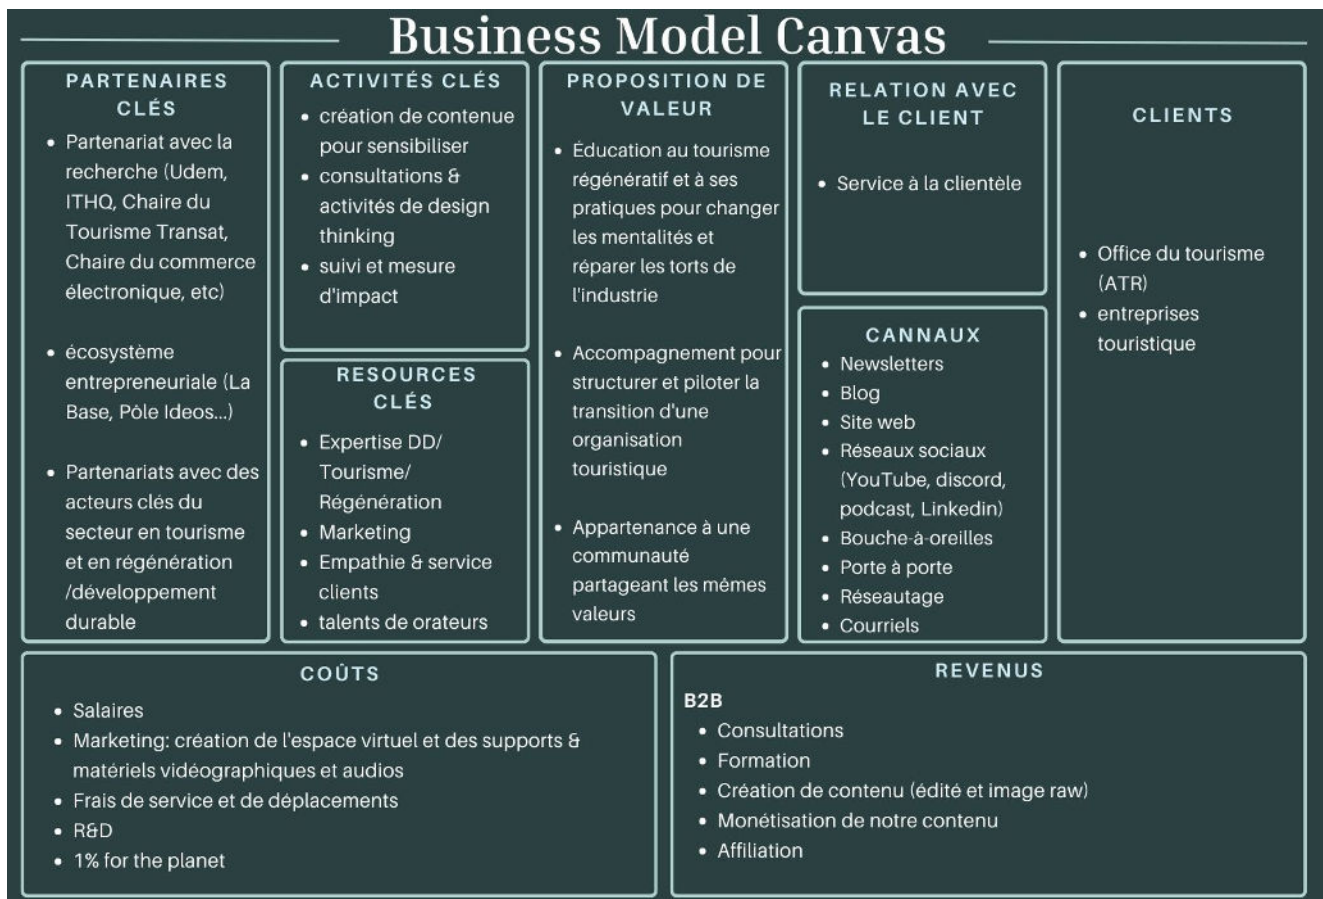 Business Model Canvas
PARTENAIRES
CLÉS
• Partenariat avec la
recherche (Udem,
ITHQ, Chaire du
Tourisme Transat,
Chaire du commerce
électronique, etc)
• écosystème
entrepreneuriale (La
Base, Pôle Ideos...)
• Partenariats avec des
acteurs clés du
secteur en tourisme
et en régénération
/développement
durable
ACTIVITÉS CLÉS
• création de contenue
pour sensibiliser
• consultations &
activités de design
thinking
• suivi et mesure
d'impact
RESOURCES
CLÉS
• Expertise DD/
Tourisme/
Régénération
• Marketing
• Empathie & service
clients
• talents de orateurs
PROPOSITION DE
VALEUR
• Éducation au tourisme
régénératif et à ses
pratiques pour changer
les mentalités et
réparer les torts de
l'industrie
• Accompagnement pour
structurer et piloter la
transition d'une
organisation
touristique
• Appartenance à une
communauté
partageant les mêmes
valeurs
RELATION AVEC
LE CLIENT
• Service à la clientèle
CANNAUX
• Newsletters
• Blog
• Site web
• Réseaux sociaux
(YouTube, discord,
podcast, Linkedin)
• Bouche-à-oreilles
• Porte à porte
• Réseautage
• Courriels
CLIENTS
• Office du tourisme
(ATR)
• entreprises
touristique
COÛTS
• Salaires
• Marketing: création de l'espace virtuel et des supports &
matériels vidéographiques et audios
• Frais de service et de déplacements
• R&D
• 1% for the planet
REVENUS
B2B
• Consultations
• Formation
• Création de contenu (édité et image raw)
• Monétisation de notre contenu
• Affiliation